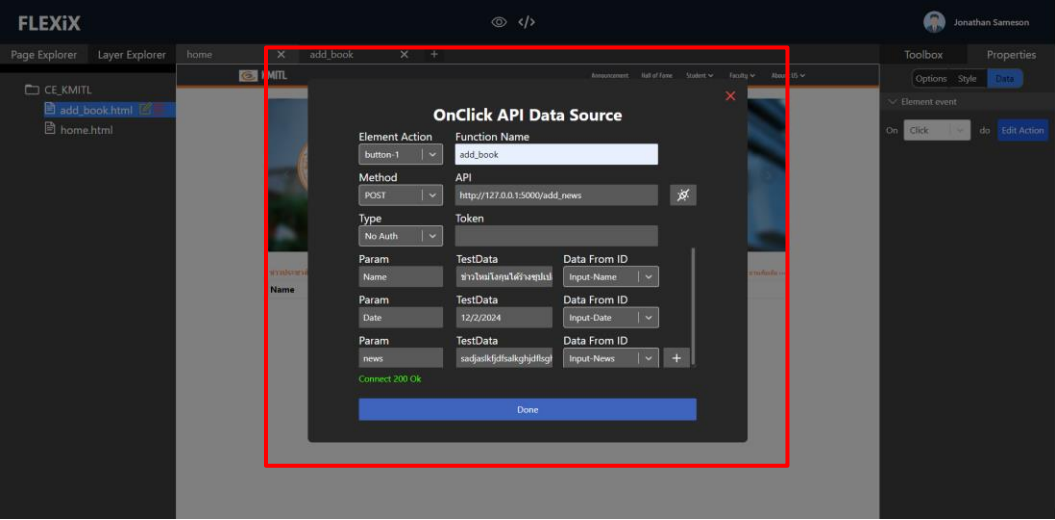 FLEXiX
</>
Jonathan Sameson
Page Explorer Layer Explorer home add_book + Toolbox Properties
KMITL Announcement Hall of Fame Student Faculty About US
Options Style Data
CE_KMITL
add_book.html
home.html
Element event
On Click do Edit Action
OnClick API Data Source
Element Action Function Name
button-1 add_book
Method API
POST http://127.0.0.1:5000/add_news
Type Token
No Auth
Param TestData Data From ID
Name Input-Name
Name
Param TestData Data From ID
Date 12/2/2024 Input-Date
Param TestData Data From ID
news Input-News +
Connect 200 Ok
Done